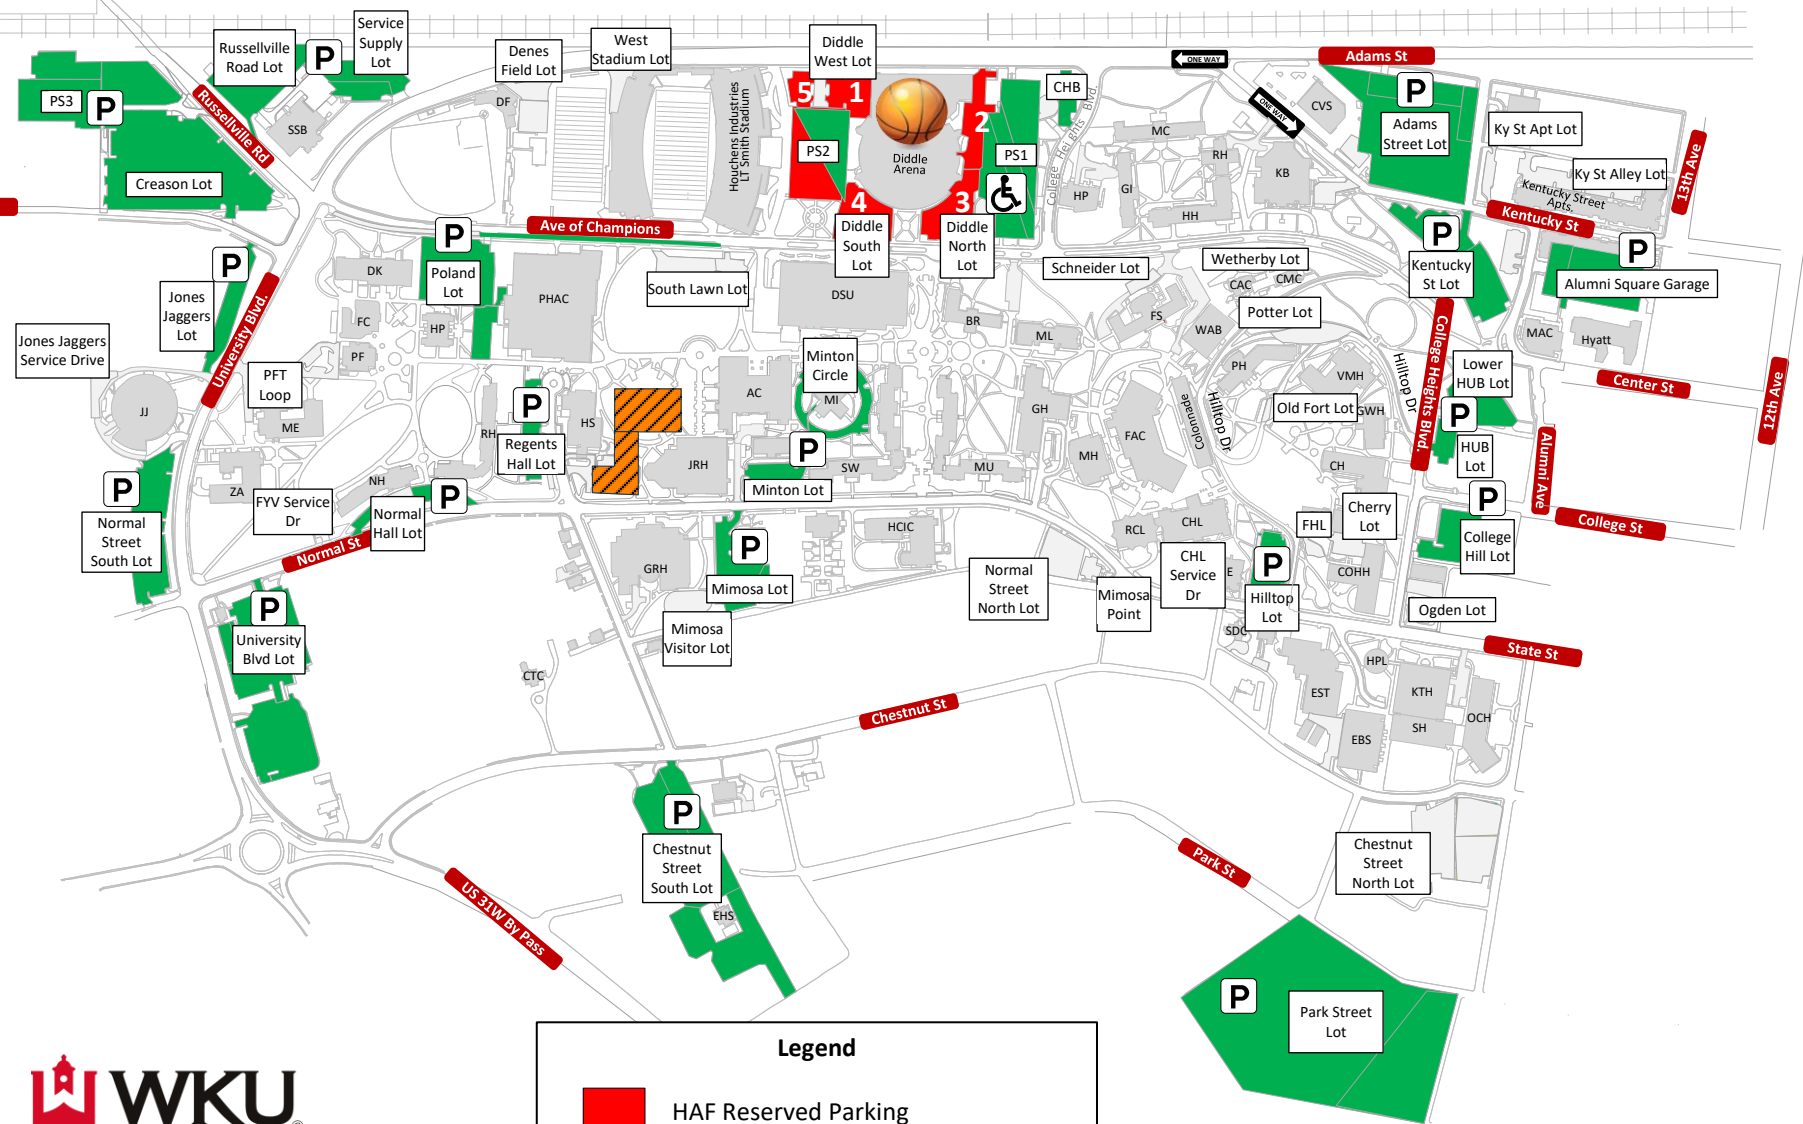 Service
Supply
Lot
Russellville
Road Lot
P
Denes
Field Lot
West
Stadium Lot
Diddle
West Lot
ONE WAY
Adams St
PS3
P
Russellville Rd
SSB
DF
Houchens Industries
LT Smith Stadium
5
1
2
PS2
Diddle
Arena
PS1
CHB
College Heights Blvd.
ONE WAY
CVS
P
Adams
Street Lot
Ky St Apt Lot
Ky St Alley Lot
13th Ave
MC
RH
KB
HP
GI
HH
Kentucky Street
Apts.
Kentucky St
Creason Lot
4
3
Diddle
South
Lot
Diddle
North
Lot
Ave of Champions
P
Poland
Lot
P
Jones
Jaggers
Lot
University Blvd.
Jones Jaggers
Service Drive
DK
FC
HP
PF
PHAC
South Lawn Lot
DSU
BR
ML
Schneider Lot
Wetherby Lot
CAC
CMC
Potter Lot
FS
WAB
P
Kentucky
St Lot
P
Alumni Square Garage
MAC
Hyatt
Center St
12th Ave
JJ
PFT
Loop
ME
RH
P
Regents
Hall Lot
HS
AC
Minton
Circle
MI
GH
PH
VMH
Old Fort Lot
GWH
Hilltop Dr
Hilltop Dr
Colonnade
College Heights Blvd.
Lower
HUB Lot
P
HUB
Lot
Alumni Ave
FAC
MH
CH
P
Normal
Street
South Lot
ZA
FYV Service
Dr
NH
P
Normal
Hall Lot
Normal St
JRH
P
Minton Lot
SW
MU
HCIC
GRH
P
Mimosa Lot
Mimosa
Visitor Lot
RCL
CHL
CHL
Service
Dr
E
FHL
Cherry
Lot
COHH
P
College
Hill Lot
College St
Normal
Street
North Lot
Mimosa
Point
P
Hilltop
Lot
Ogden Lot
SDC
State St
P
University
Blvd Lot
CTC
Chestnut St
HPL
EST
KTH
SH
OCH
EBS
P
Chestnut
Street
South Lot
EHS
US 31W By Pass
Park St
Chestnut
Street
North Lot
P
Park Street
Lot
Legend
HAF Reserved Parking
WKU